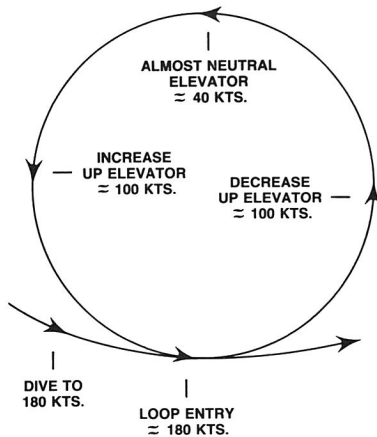 ALMOST NEUTRAL
ELEVATOR
≈ 40 KTS.
INCREASE
UP ELEVATOR
≈ 100 KTS.
DECREASE
UP ELEVATOR
≈ 100 KTS.
DIVE TO
180 KTS.
LOOP ENTRY
≈ 180 KTS.